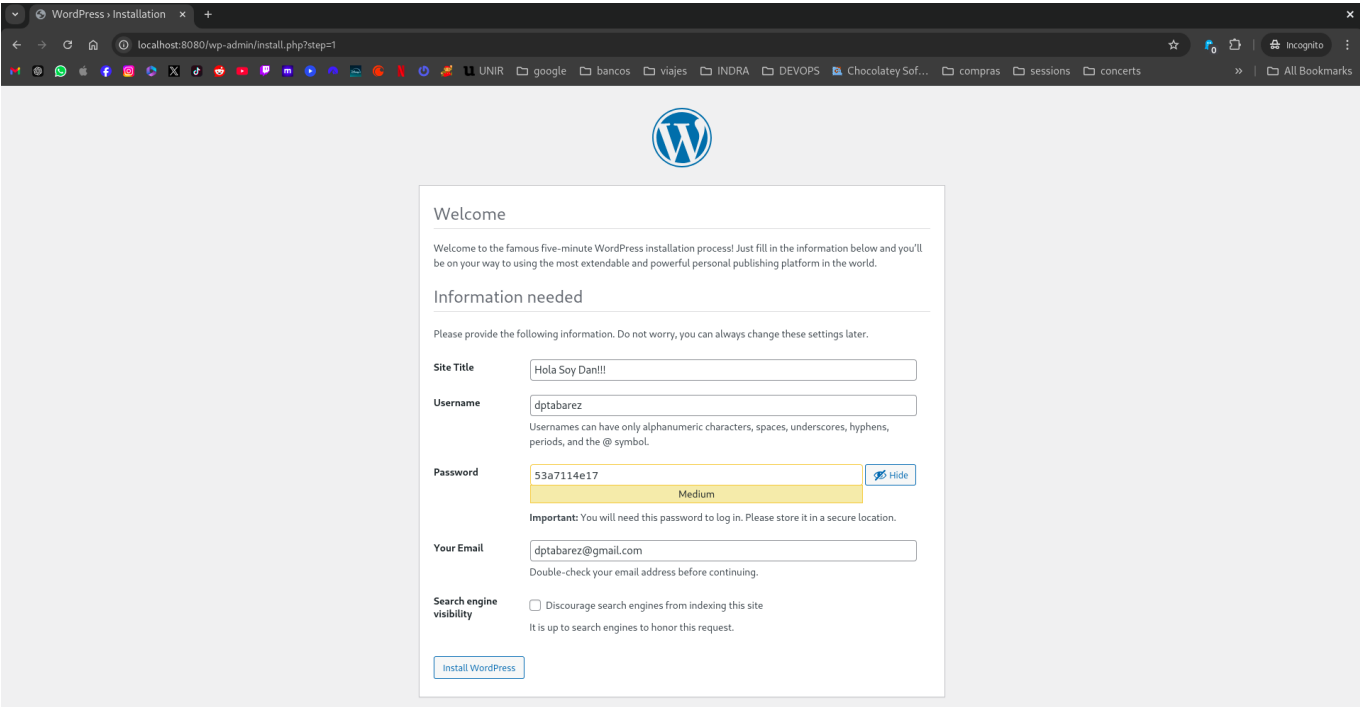 WordPress › Installation
localhost:8080/wp-admin/install.php?step=1
0
Incognito
UNIR google bancos viajes INDRA DEVOPS Chocolatey Sof... compras sessions concerts » All Bookmarks
Welcome
Welcome to the famous five-minute WordPress installation process! Just fill in the information below and you'll
be on your way to using the most extendable and powerful personal publishing platform in the world.
Information needed
Please provide the following information. Do not worry, you can always change these settings later.
Site Title
Hola Soy Dan!!!
Username
dptabarez
Usernames can have only alphanumeric characters, spaces, underscores, hyphens,
periods, and the @ symbol.
Password
53a7114e17
Hide
Medium
Important: You will need this password to log in. Please store it in a secure location.
Your Email
dptabarez@gmail.com
Double-check your email address before continuing.
Search engine
visibility
Discourage search engines from indexing this site
It is up to search engines to honor this request.
Install WordPress